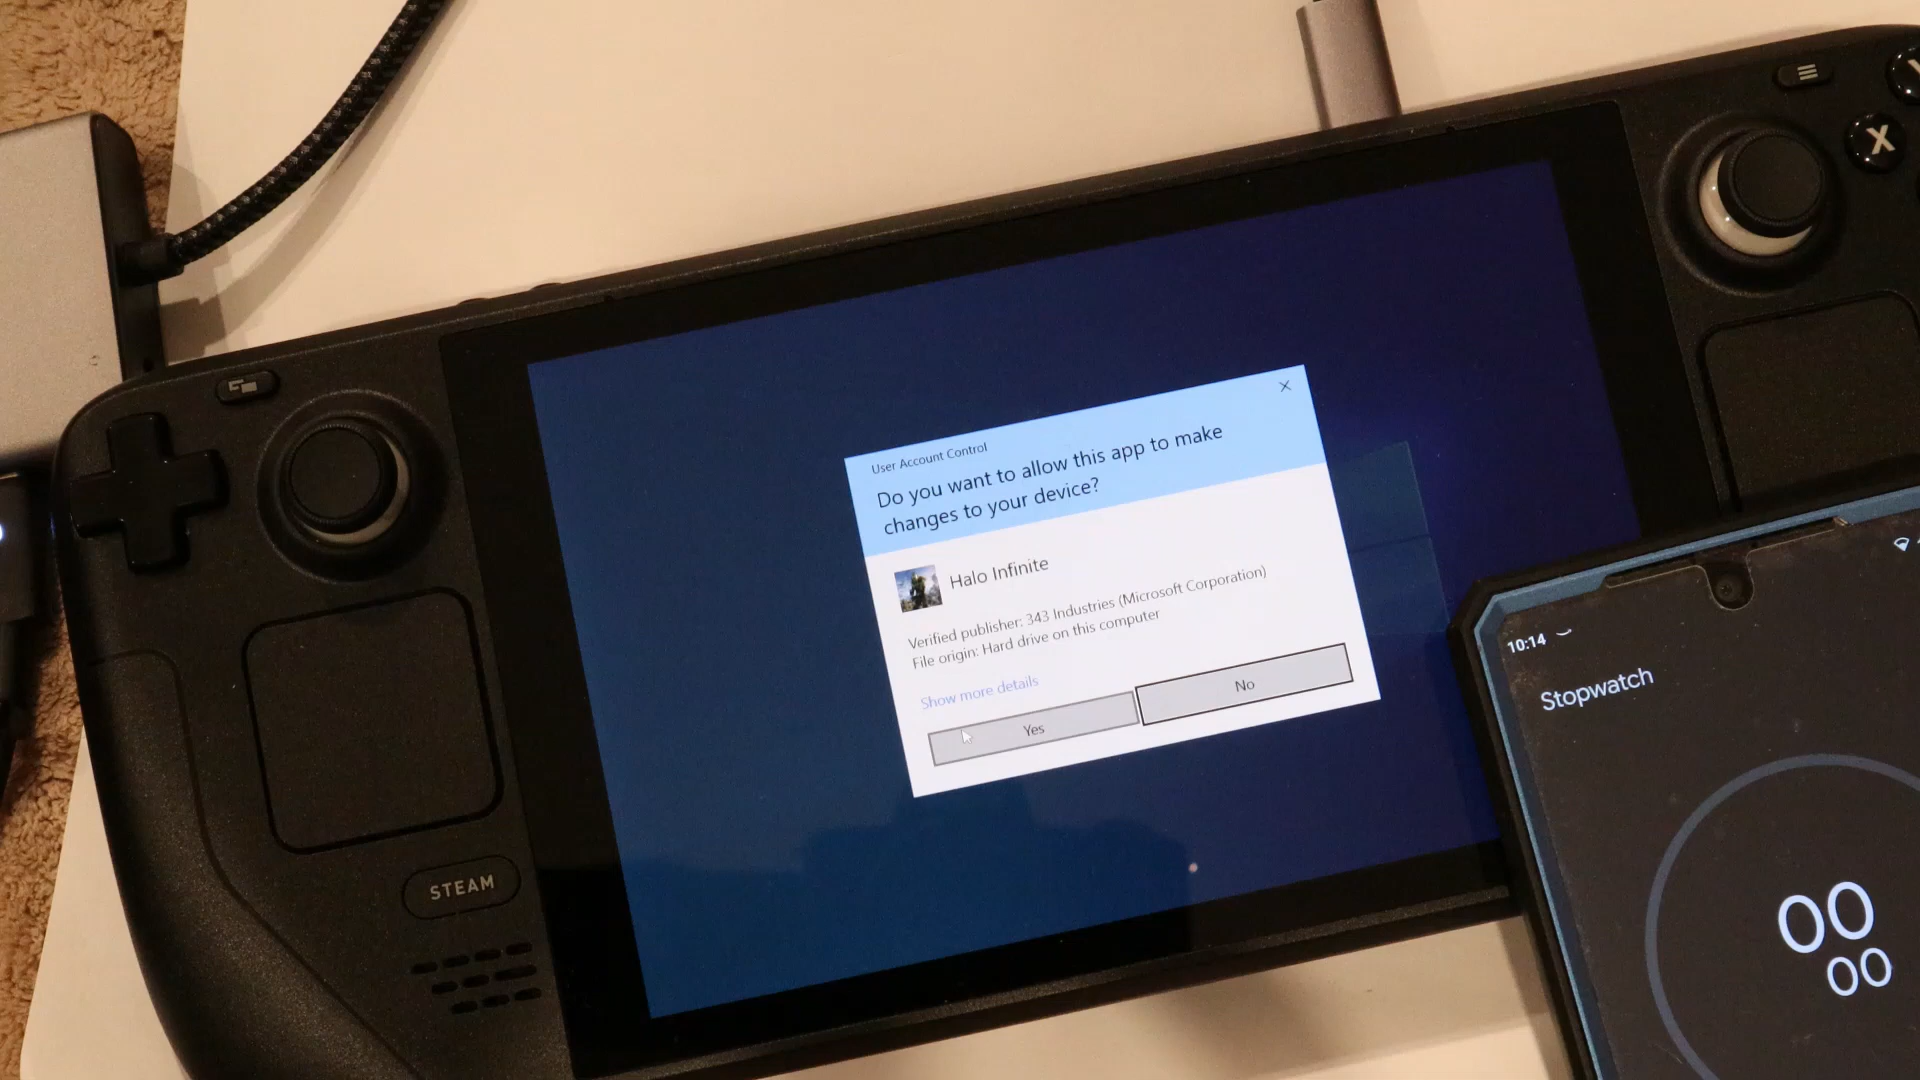 X
User Account Control
Do you want to allow this app to make
changes to your device?
Halo Infinite
Verified publisher: 343 Industries (Microsoft Corporation)
File origin: Hard drive on this computer
Show more details
Yes
No
STEAM
10:14
Stopwatch
00
00